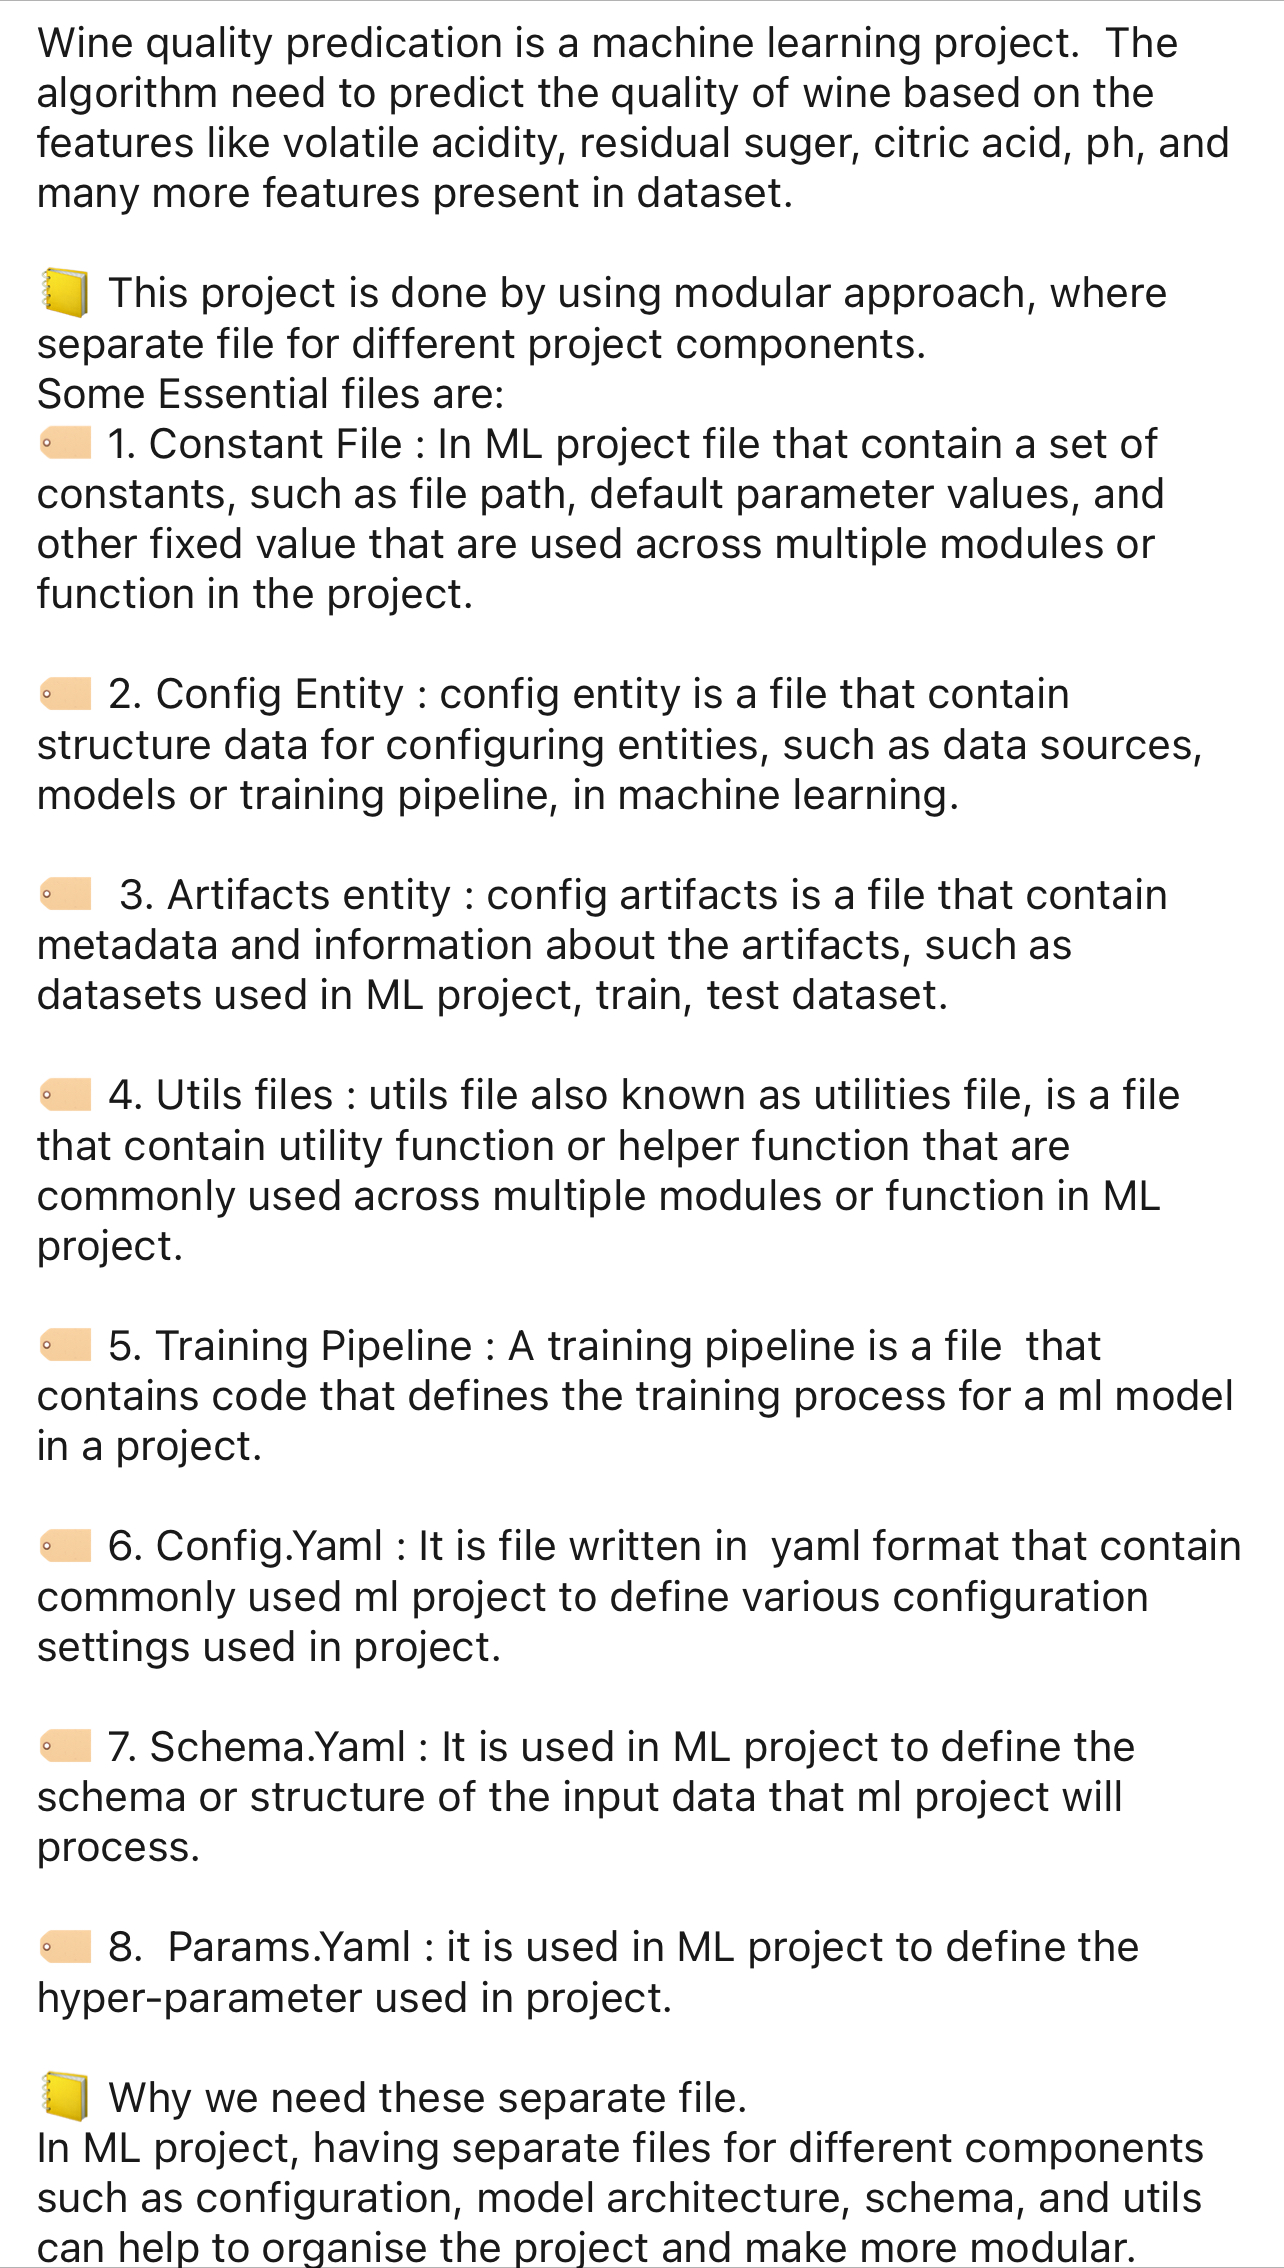 Wine quality predication is a machine learning project.  The
algorithm need to predict the quality of wine based on the
features like volatile acidity, residual suger, citric acid, ph, and
many more features present in dataset.
📒 This project is done by using modular approach, where
separate file for different project components.
Some Essential files are:
🏷 1. Constant File : In ML project file that contain a set of
constants, such as file path, default parameter values, and
other fixed value that are used across multiple modules or
function in the project.
🏷 2. Config Entity : config entity is a file that contain
structure data for configuring entities, such as data sources,
models or training pipeline, in machine learning.
🏷  3. Artifacts entity : config artifacts is a file that contain
metadata and information about the artifacts, such as
datasets used in ML project, train, test dataset.
🏷 4. Utils files : utils file also known as utilities file, is a file
that contain utility function or helper function that are
commonly used across multiple modules or function in ML
project.
🏷 5. Training Pipeline : A training pipeline is a file  that
contains code that defines the training process for a ml model
in a project.
🏷 6. Config.Yaml : It is file written in  yaml format that contain
commonly used ml project to define various configuration
settings used in project.
🏷 7. Schema.Yaml : It is used in ML project to define the
schema or structure of the input data that ml project will
process.
🏷 8.  Params.Yaml : it is used in ML project to define the
hyper-parameter used in project.
📒 Why we need these separate file.
In ML project, having separate files for different components
such as configuration, model architecture, schema, and utils
can help to organise the project and make more modular.